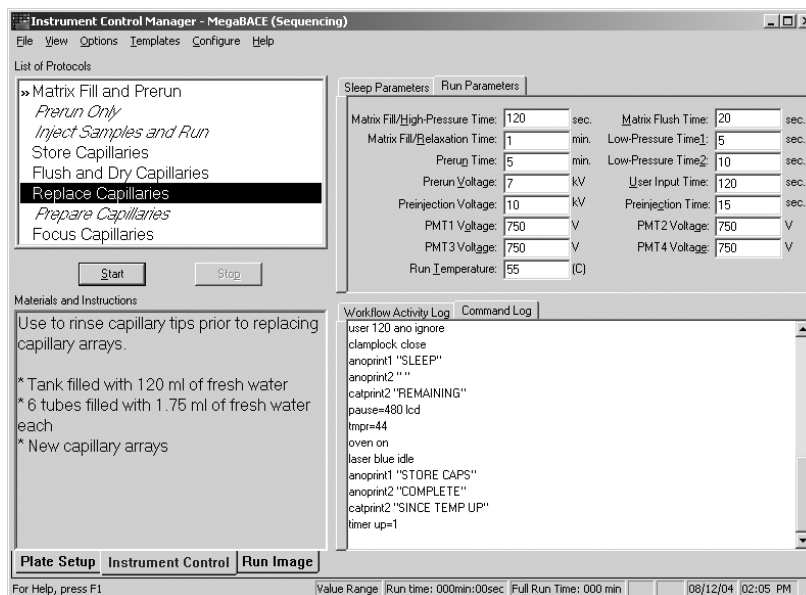 Instrument Control Manager - MegaBACE (Sequencing)
File View Options Templates Configure Help
List of Protocols
» Matrix Fill and Prerun
Prerun Only
Inject Samples and Run
Store Capillaries
Flush and Dry Capillaries
Replace Capillaries
Prepare Capillaries
Focus Capillaries
Start Stop
Materials and Instructions
Use to rinse capillary tips prior to replacing
capillary arrays.
* Tank filled with 120 ml of fresh water
* 6 tubes filled with 1.75 ml of fresh water
each
* New capillary arrays
Sleep Parameters Run Parameters
Matrix Fill/High-Pressure Time: 120 sec. Matrix Flush Time: 20 sec.
Matrix Fill/Relaxation Time: 1 min. Low-Pressure Time1: 5 sec.
Prerun Time: 5 min. Low-Pressure Time2: 10 sec.
Prerun Voltage: 7 kV User Input Time: 120 sec.
Preinjection Voltage: 10 kV Preinjection Time: 15 sec.
PMT1 Voltage: 750 V PMT2 Voltage: 750 V
PMT3 Voltage: 750 V PMT4 Voltage: 750 V
Run Temperature: 55 (C)
Workflow Activity Log Command Log
user 120 ano ignore
clamplock close
anoprint1 "SLEEP"
anoprint2 " "
catprint2 "REMAINING"
pause=480 lcd
tmpr=44
oven on
laser blue idle
anoprint1 "STORE CAPS"
anoprint2 "COMPLETE"
catprint2 "SINCE TEMP UP"
timer up=1
Plate Setup Instrument Control Run Image
For Help, press F1 Value Range Run time: 000min:00sec Full Run Time: 000 min 08/12/04 02:05 PM